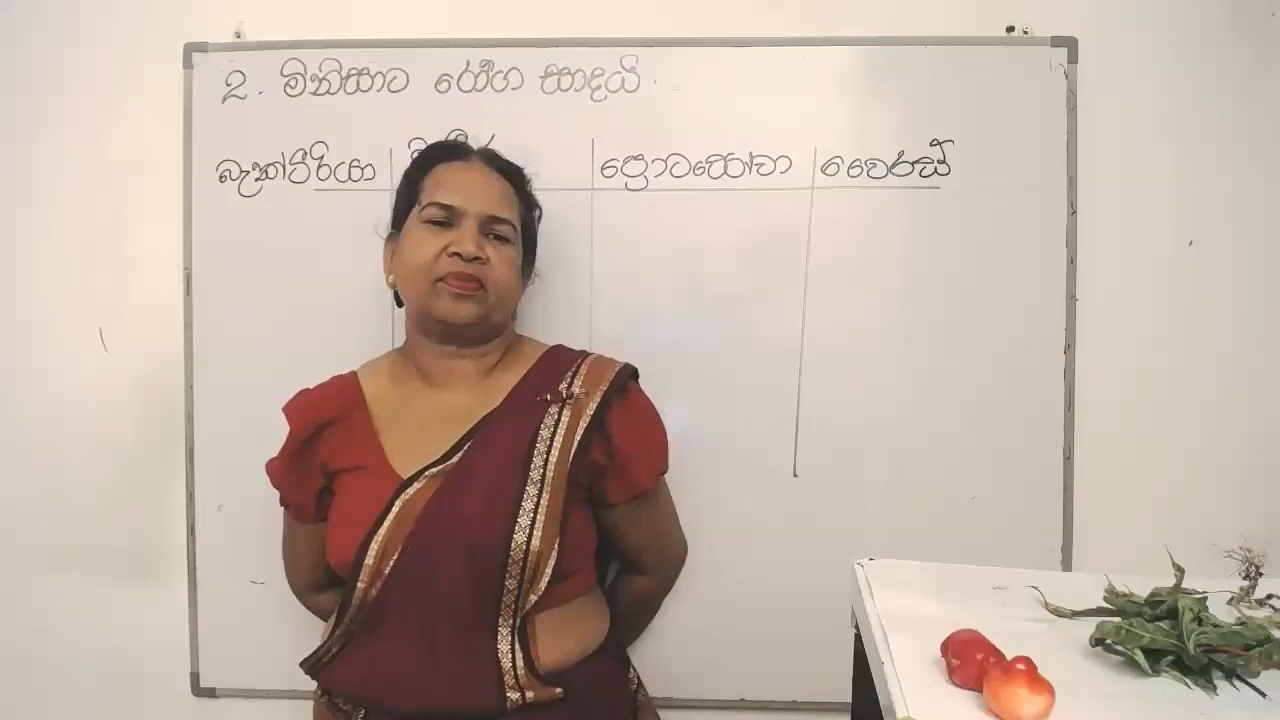 2. මිනිසාට රෝග සාදයි.
බැක්ටීරියා ප්‍රොටසෝවා වෛරස්